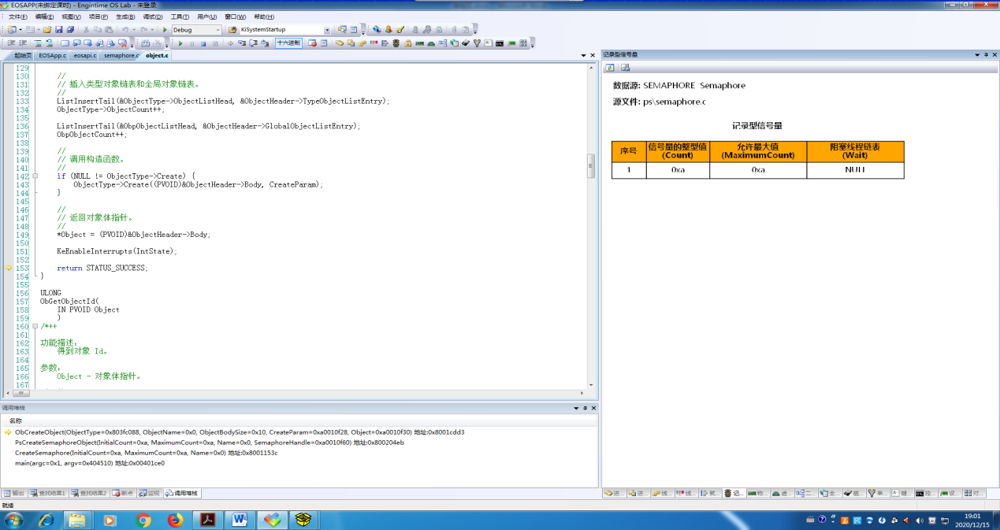 EOSAPP(未绑定课时) - Engintime OS Lab - 未登录
文件(F) 编辑(E) 视图(V) 项目(P) 生成(B) 调试(D) 工具(T) 用户(U) 窗口(W) 帮助(H)
Debug KiSystemStartup
十六进制
起始页 EOSApp.c eosapi.c semaphore.c object.c
129
130 //
131 // 插入类型对象链表和全局对象链表。
132 //
133 ListInsertTail(&ObjectType->ObjectListHead, &ObjectHeader->TypeObjectListEntry);
134 ObjectType->ObjectCount++;
135
136 ListInsertTail(&ObpObjectListHead, &ObjectHeader->GlobalObjectListEntry);
137 ObpObjectCount++;
138
139 //
140 // 调用构造函数。
141 //
142 if (NULL != ObjectType->Create) {
143 ObjectType->Create((PVOID)&ObjectHeader->Body, CreateParam);
144 }
145
146 //
147 // 返回对象体指针。
148 //
149 *Object = (PVOID)&ObjectHeader->Body;
150
151 KeEnableInterrupts(IntState);
152
153 return STATUS_SUCCESS;
154 }
155
156 ULONG
157 ObGetObjectId(
158 IN PVOID Object
159 )
160 /*++
161
162 功能描述:
163 得到对象 Id。
164
165 参数:
166 Object - 对象体指针。
167
调用堆栈
名称
ObCreateObject(ObjectType=0x803fc088, ObjectName=0x0, ObjectBodySize=0x10, CreateParam=0xa0010f28, Object=0xa0010f30) 地址:0x8001cdd3
PsCreateSemaphoreObject(InitialCount=0xa, MaximumCount=0xa, Name=0x0, SemaphoreHandle=0xa0010f60) 地址:0x800204eb
CreateSemaphore(InitialCount=0xa, MaximumCount=0xa, Name=0x0) 地址:0x8001153c
main(argc=0x1, argv=0x404510) 地址:0x00401ce0
输出 查找结果1 查找结果2 断点 监视 调用堆栈
就绪
记录型信号量
数据源: SEMAPHORE Semaphore
源文件: ps\semaphore.c
记录型信号量
序号 信号量的整型值 (Count) 允许最大值 (MaximumCount) 阻塞线程链表 (Wait)
1 0xa 0xa NULL
进... 进... 线... 线... 就... 记... 物... 虚... 二... 全... 磁... 键... 控... 设... 对...
19:01
2020/12/15